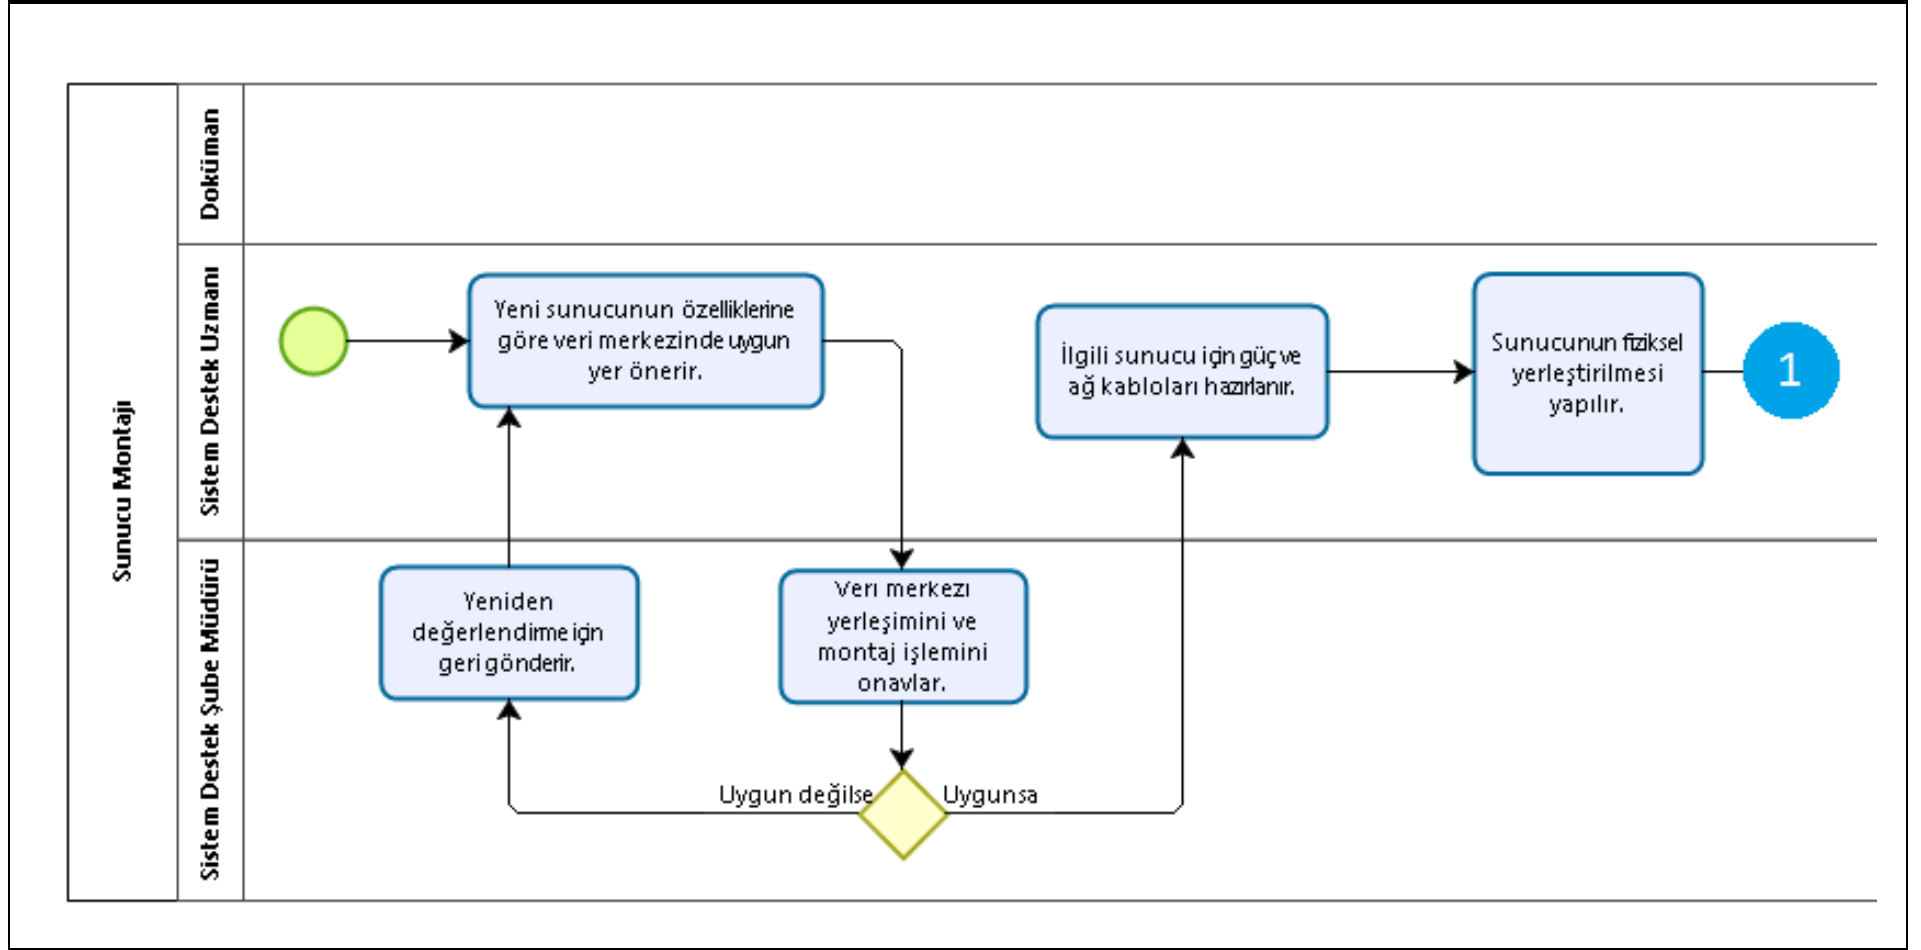 Sunucu Montajı
Doküman
Sistem Destek Uzmanı
Yeni sunucunun özelliklerine
göre veri merkezinde uygun
yer önerir.
İlgili sunucu için güç ve
ağ kabloları hazırlanır.
Sunucunun fiziksel
yerleştirilmesi
yapılır.
1
Sistem Destek Şube Müdürü
Yeniden
değerlendirme için
geri gönderir.
Veri merkezi
yerleşimini ve
montaj işlemini
onaylar.
Uygun değilse
Uygunsa